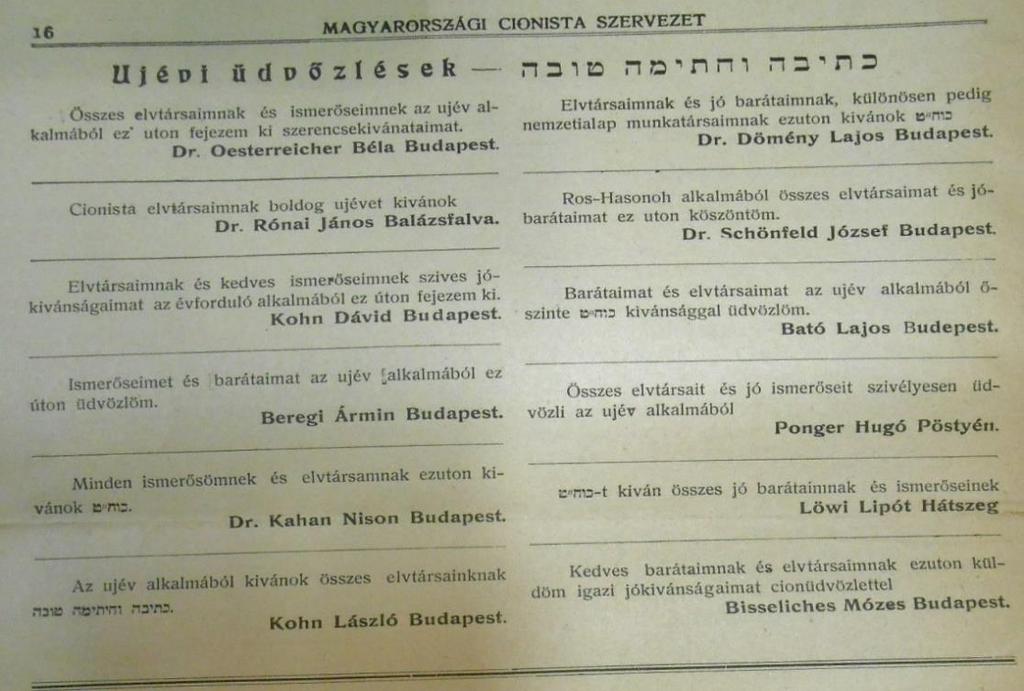 16
MAGYARORSZÁGI CIONISTA SZERVEZET
Ujévi üdvőzlések — כתיבה וחתימה טובה
Összes elvtársaimnak és ismerőseimnek az ujév al-
kalmából ez uton fejezem ki szerencsekivánataimat.
Dr. Oesterreicher Béla Budapest.
Cionista elvtársaimnak boldog ujévet kivánok
Dr. Rónai János Balázsfalva.
Elvtársaimnak és kedves ismerőseimnek szives jó-
kivánságaimat az évforduló alkalmából ez úton fejezem ki.
Kohn Dávid Budapest.
Ismerőseimet és barátaimat az ujév alkalmából ez
úton üdvözlöm.
Beregi Ármin Budapest.
Minden ismerősömnek és elvtársamnak ezuton ki-
vánok כוח״ט.
Dr. Kahan Nison Budapest.
Az ujév alkalmából kivánok összes elvtársainknak
כתיבה וחיתימה טובה.
Kohn László Budapest.
Elvtársaimnak és jó barátaimnak, különösen pedig
nemzetialap munkatársaimnak ezuton kivánok כוח״ט
Dr. Dömény Lajos Budapest.
Ros-Hasonoh alkalmából összes elvtársaimat és jó-
barátaimat ez uton köszöntöm.
Dr. Schönfeld József Budapest.
Barátaimat és elvtársaimat az ujév alkalmából ő-
szinte כוח״ט kivánsággal üdvözlöm.
Bató Lajos Budepest.
Összes elvtársait és jó ismerőseit szivélyesen üd-
vözli az ujév alkalmából
Ponger Hugó Pöstyén.
כוח״ט-t kiván összes jó barátaimnak és ismerőseinek
Löwi Lipót Hátszeg
Kedves barátaimnak és elvtársaimnak ezuton kül-
döm igazi jókivánságaimat cionüdvözlettel
Bisseliches Mózes Budapest.